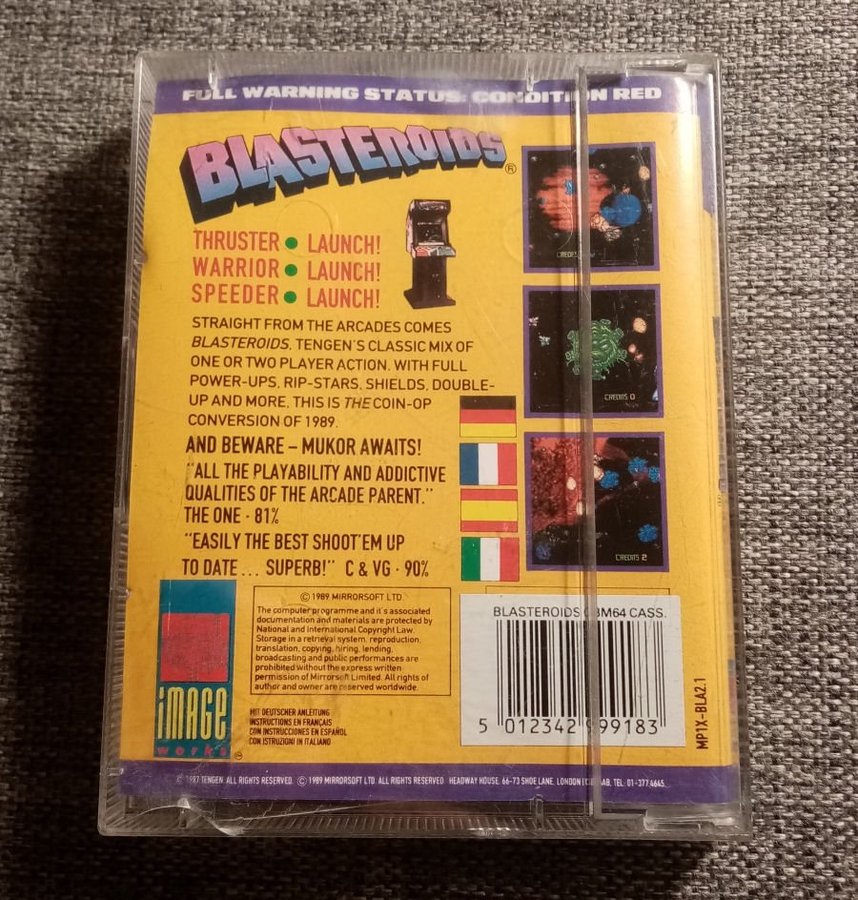 FULL WARNING STATUS: CONDITION RED
BLASTEROIDS®
THRUSTER • LAUNCH!
WARRIOR • LAUNCH!
SPEEDER • LAUNCH!
STRAIGHT FROM THE ARCADES COMES
BLASTEROIDS. TENGEN'S CLASSIC MIX OF
ONE OR TWO PLAYER ACTION. WITH FULL
POWER-UPS, RIP-STARS, SHIELDS, DOUBLE-
UP AND MORE, THIS IS THE COIN-OP
CONVERSION OF 1989.
AND BEWARE – MUKOR AWAITS!
"ALL THE PLAYABILITY AND ADDICTIVE
QUALITIES OF THE ARCADE PARENT."
THE ONE · 81%
"EASILY THE BEST SHOOT'EM UP
TO DATE ... SUPERB!" C & VG · 90%
CREDITS 0
CREDITS 2
© 1989 MIRRORSOFT LTD.
The computer programme and it's associated
documentation and materials are protected by
National and International Copyright Law.
Storage in a retrieval system, reproduction,
translation, copying, hiring, lending,
broadcasting and public performances are
prohibited without the express written
permission of Mirrorsoft Limited. All rights of
author and owner are reserved worldwide.
image
works
MIT DEUTSCHER ANLEITUNG
INSTRUCTIONS EN FRANÇAIS
CON INSTRUCCIONES EN ESPAÑOL
CON ISTRUZIONI IN ITALIANO
BLASTEROIDS CBM64 CASS.
5 012342 999183
MP1X-BLA2.1
© 1987 TENGEN. ALL RIGHTS RESERVED. © 1989 MIRRORSOFT LTD. ALL RIGHTS RESERVED. HEADWAY HOUSE, 66-73 SHOE LANE, LONDON TEL: 01-377 4645.